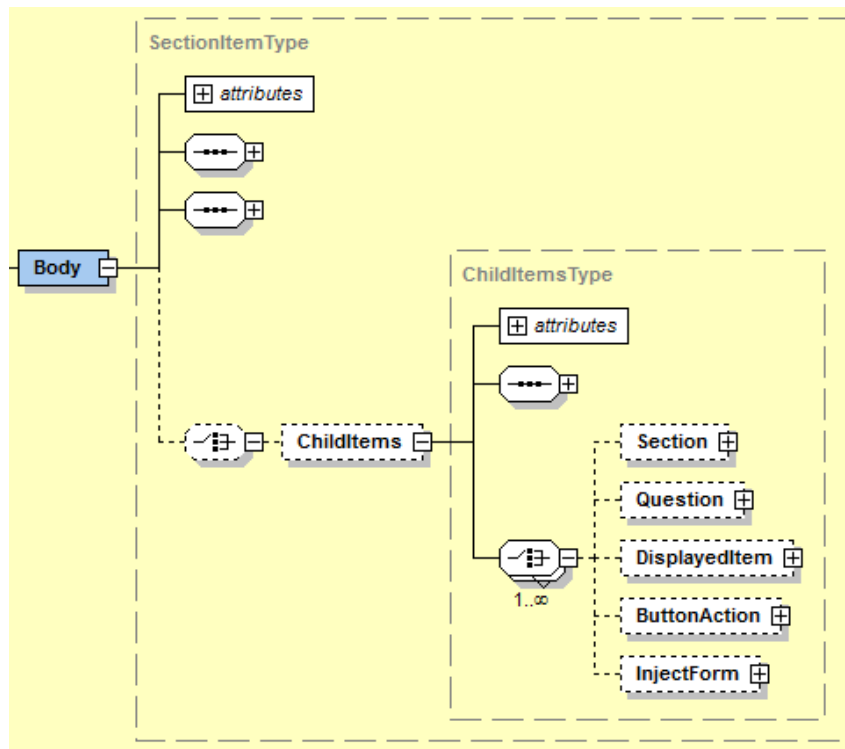 SectionItemType
attributes
Body
ChildItemsType
attributes
ChildItems
Section
Question
DisplayedItem
ButtonAction
1..∞
InjectForm